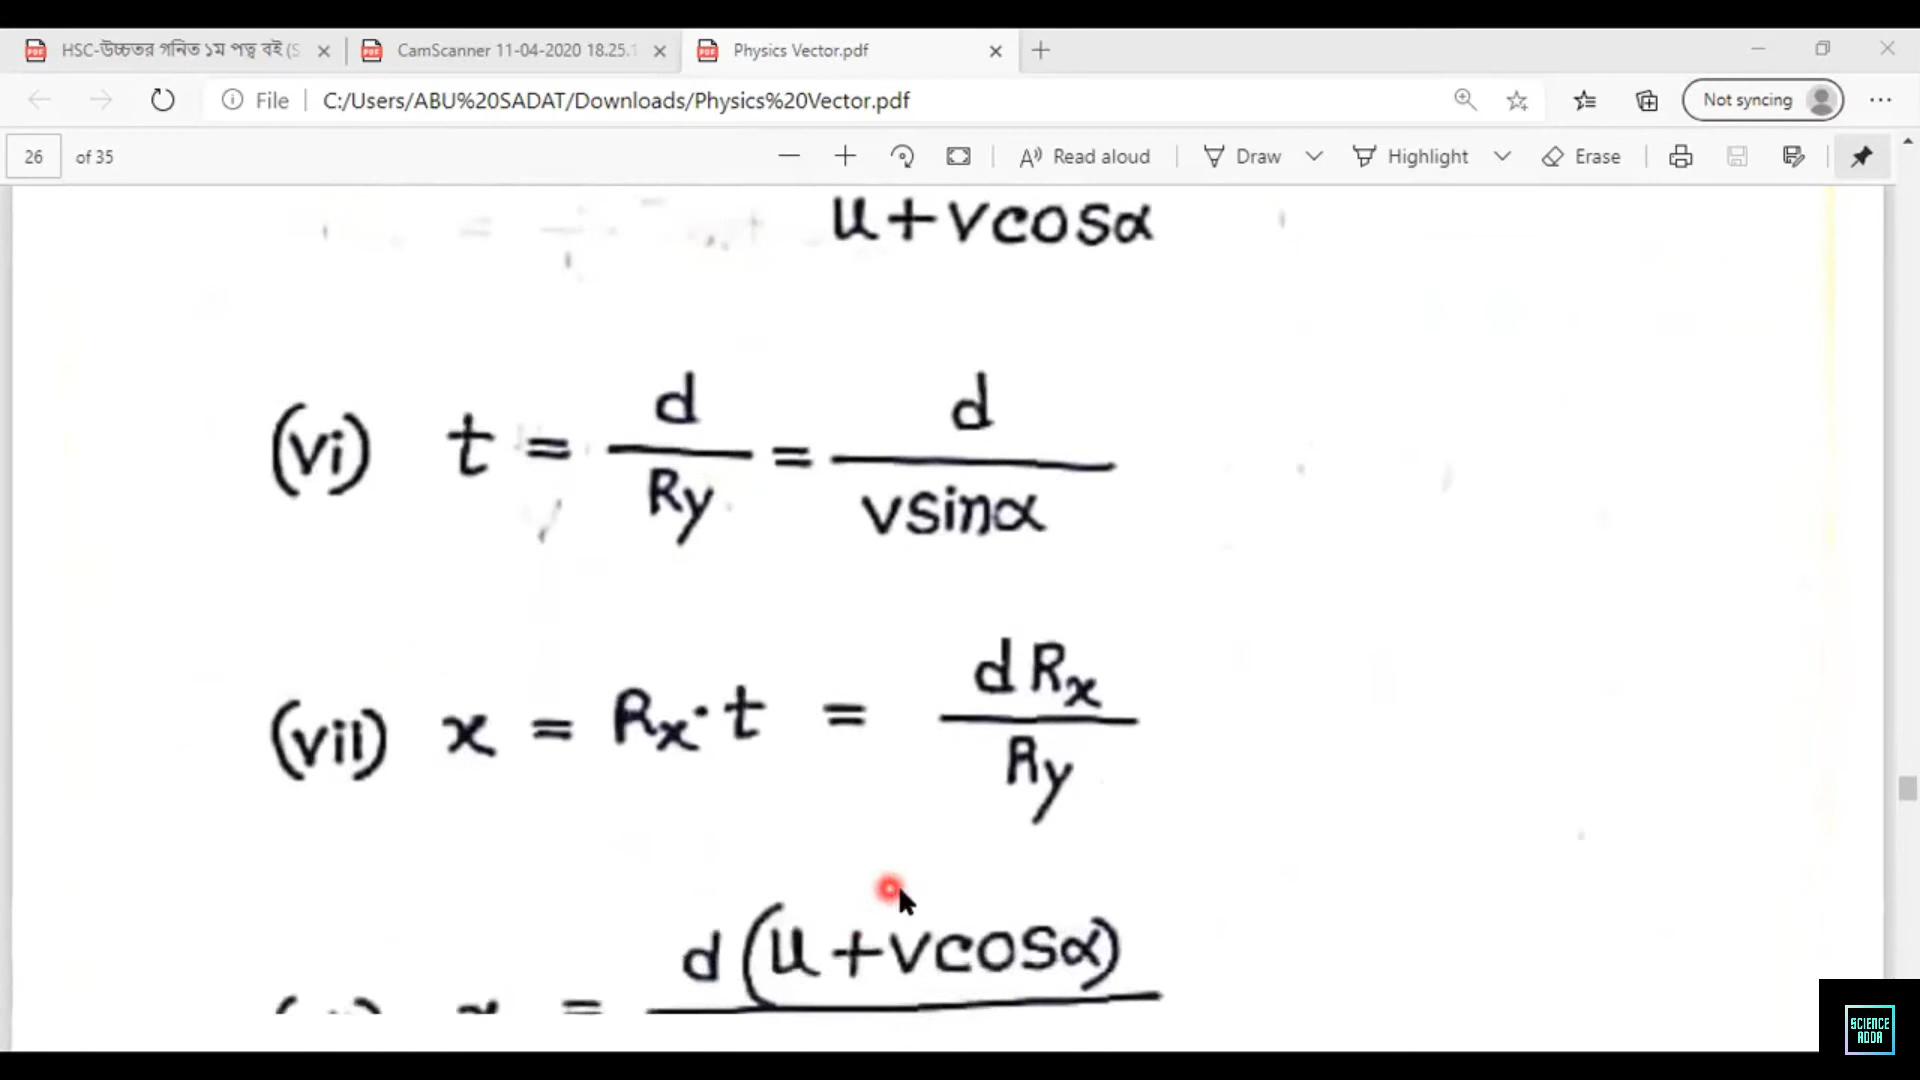 HSC-উচ্চতর গনিত ১ম পত্র বই (S
CamScanner 11-04-2020 18.25.1
Physics Vector.pdf
File
C:/Users/ABU%20SADAT/Downloads/Physics%20Vector.pdf
Not syncing
26 of 35
Read aloud
Draw
Highlight
Erase
u+vcosα
(vi) t = d/Ry = d/vsinα
(vii) x = Rx·t = dRx/Ry
x = d(u+vcosα)
SCIENCE
ADDA